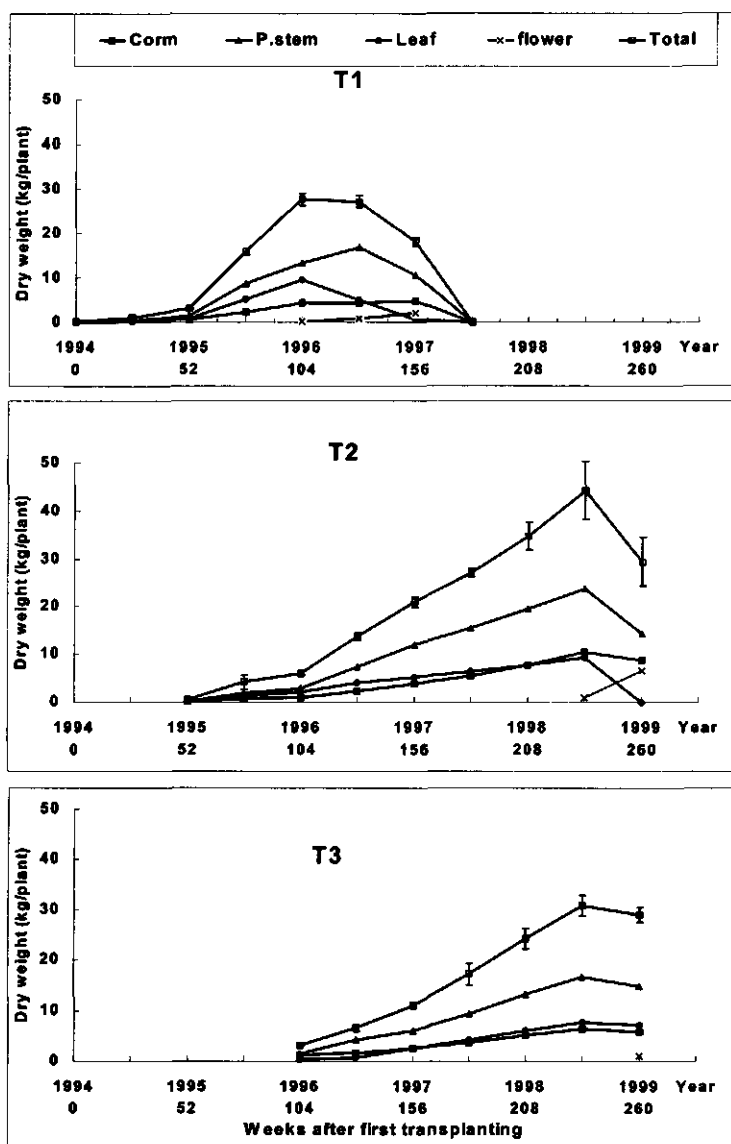 Corm P.stem Leaf flower Total
T1
Dry weight (kg/plant)
50
40
30
20
10
0
1994 1995 1996 1997 1998 1999 Year
0 52 104 156 208 260
T2
Dry weight (kg/plant)
50
40
30
20
10
0
1994 1995 1996 1997 1998 1999 Year
0 52 104 156 208 260
T3
Dry weight (kg/plant)
50
40
30
20
10
0
1994 1995 1996 1997 1998 1999 Year
0 52 104 156 208 260
Weeks after first transplanting